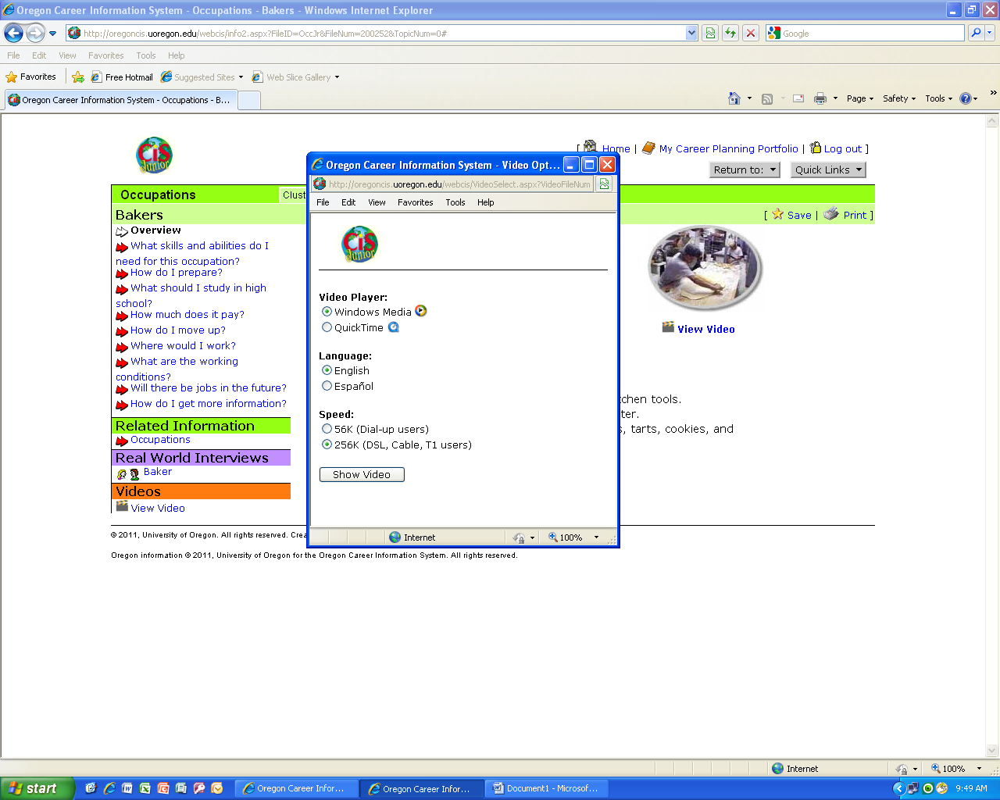 Oregon Career Information System - Occupations - Bakers - Windows Internet Explorer
http://oregoncis.uoregon.edu/webcis/info2.aspx?FileID=OccJr&FileNum=200252&TopicNum=0#
Google
File Edit View Favorites Tools Help
Favorites Free Hotmail Suggested Sites Web Slice Gallery
Oregon Career Information System - Occupations - B...
Page Safety Tools
CiS Junior
[ Home | My Career Planning Portfolio | Log out ]
Return to: Quick Links
Occupations Clust
Bakers
[ Save | Print ]
Overview
What skills and abilities do I
need for this occupation?
How do I prepare?
What should I study in high
school?
How much does it pay?
How do I move up?
Where would I work?
What are the working
conditions?
Will there be jobs in the future?
How do I get more information?
Related Information
Occupations
Real World Interviews
Baker
Videos
View Video
View Video
tchen tools.
ter.
s, tarts, cookies, and
© 2011, University of Oregon. All rights reserved. Crea
Oregon information © 2011, University of Oregon for the Oregon Career Information System. All rights reserved.
Oregon Career Information System - Video Opt...
http://oregoncis.uoregon.edu/webcis/VideoSelect.aspx?VideoFileNum
File Edit View Favorites Tools Help
CiS Junior
Video Player:
Windows Media
QuickTime
Language:
English
Español
Speed:
56K (Dial-up users)
256K (DSL, Cable, T1 users)
Show Video
Internet 100%
Internet 100%
start Oregon Career Infor... Oregon Career Infor... Document1 - Microsof... 9:49 AM